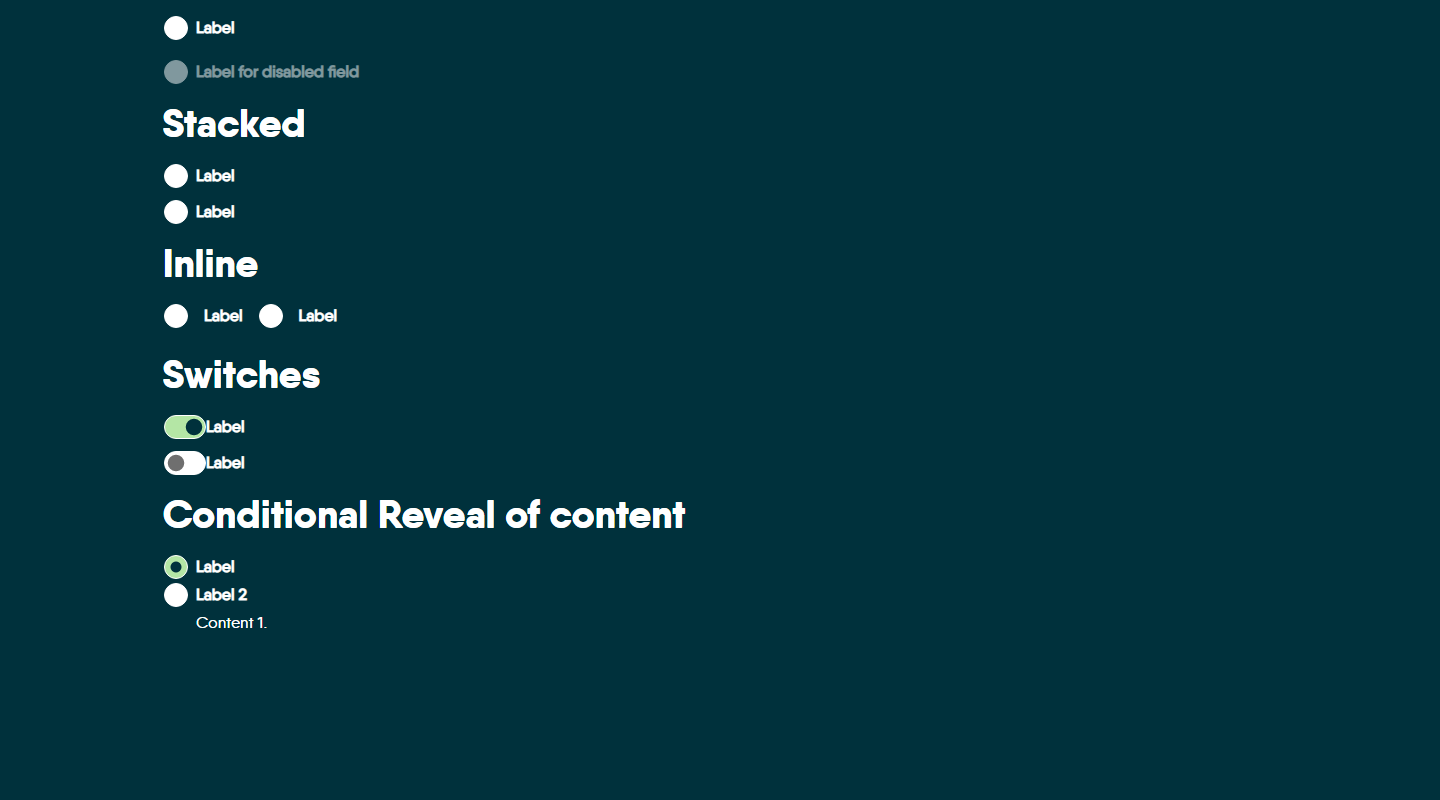 Label
Label for disabled field
Stacked
Label
Label
Inline
Label Label
Switches
Label
Label
Conditional Reveal of content
Label
Label 2
Content 1.